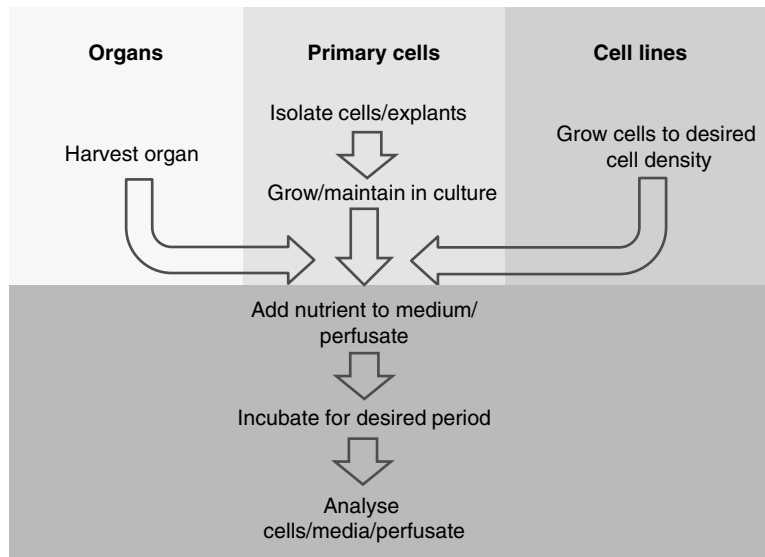 Organs
Primary cells
Cell lines
Isolate cells/explants
Harvest organ
Grow cells to desired
cell density
Grow/maintain in culture
Add nutrient to medium/
perfusate
Incubate for desired period
Analyse
cells/media/perfusate